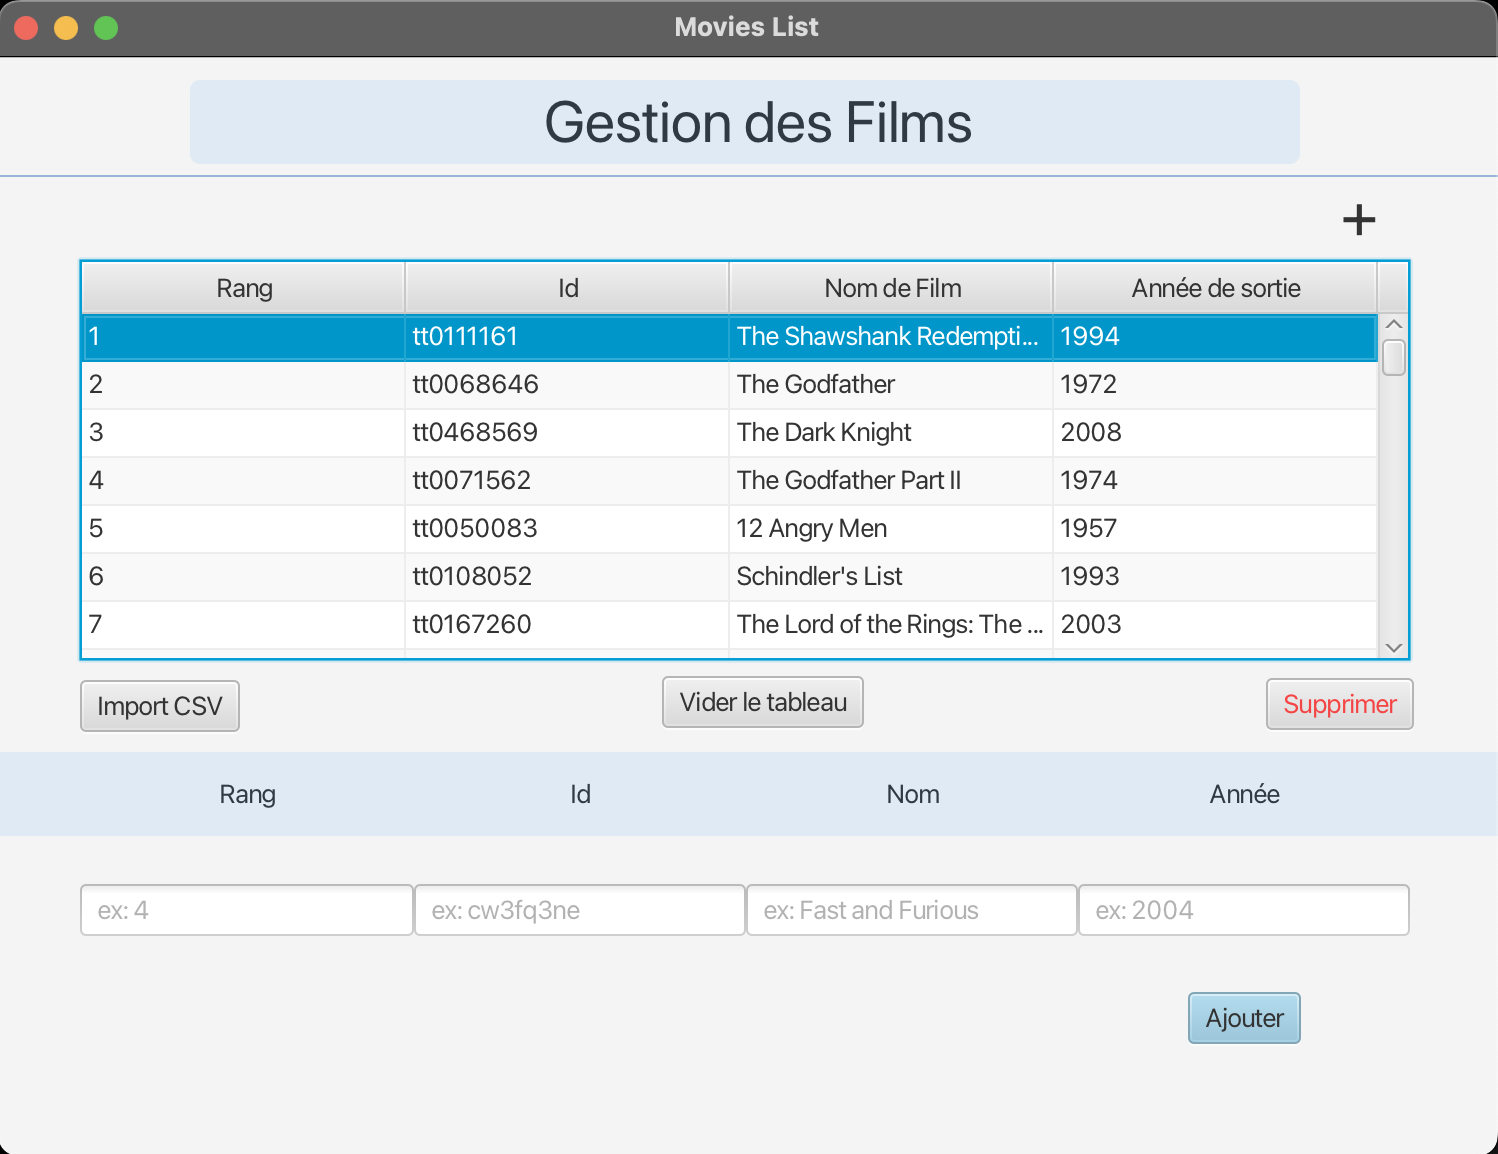 Movies List
Gestion des Films
+
Rang Id Nom de Film Année de sortie
1 tt0111161 The Shawshank Redempti... 1994
2 tt0068646 The Godfather 1972
3 tt0468569 The Dark Knight 2008
4 tt0071562 The Godfather Part II 1974
5 tt0050083 12 Angry Men 1957
6 tt0108052 Schindler's List 1993
7 tt0167260 The Lord of the Rings: The ... 2003
Import CSV Vider le tableau Supprimer
Rang Id Nom Année
ex: 4 ex: cw3fq3ne ex: Fast and Furious ex: 2004
Ajouter